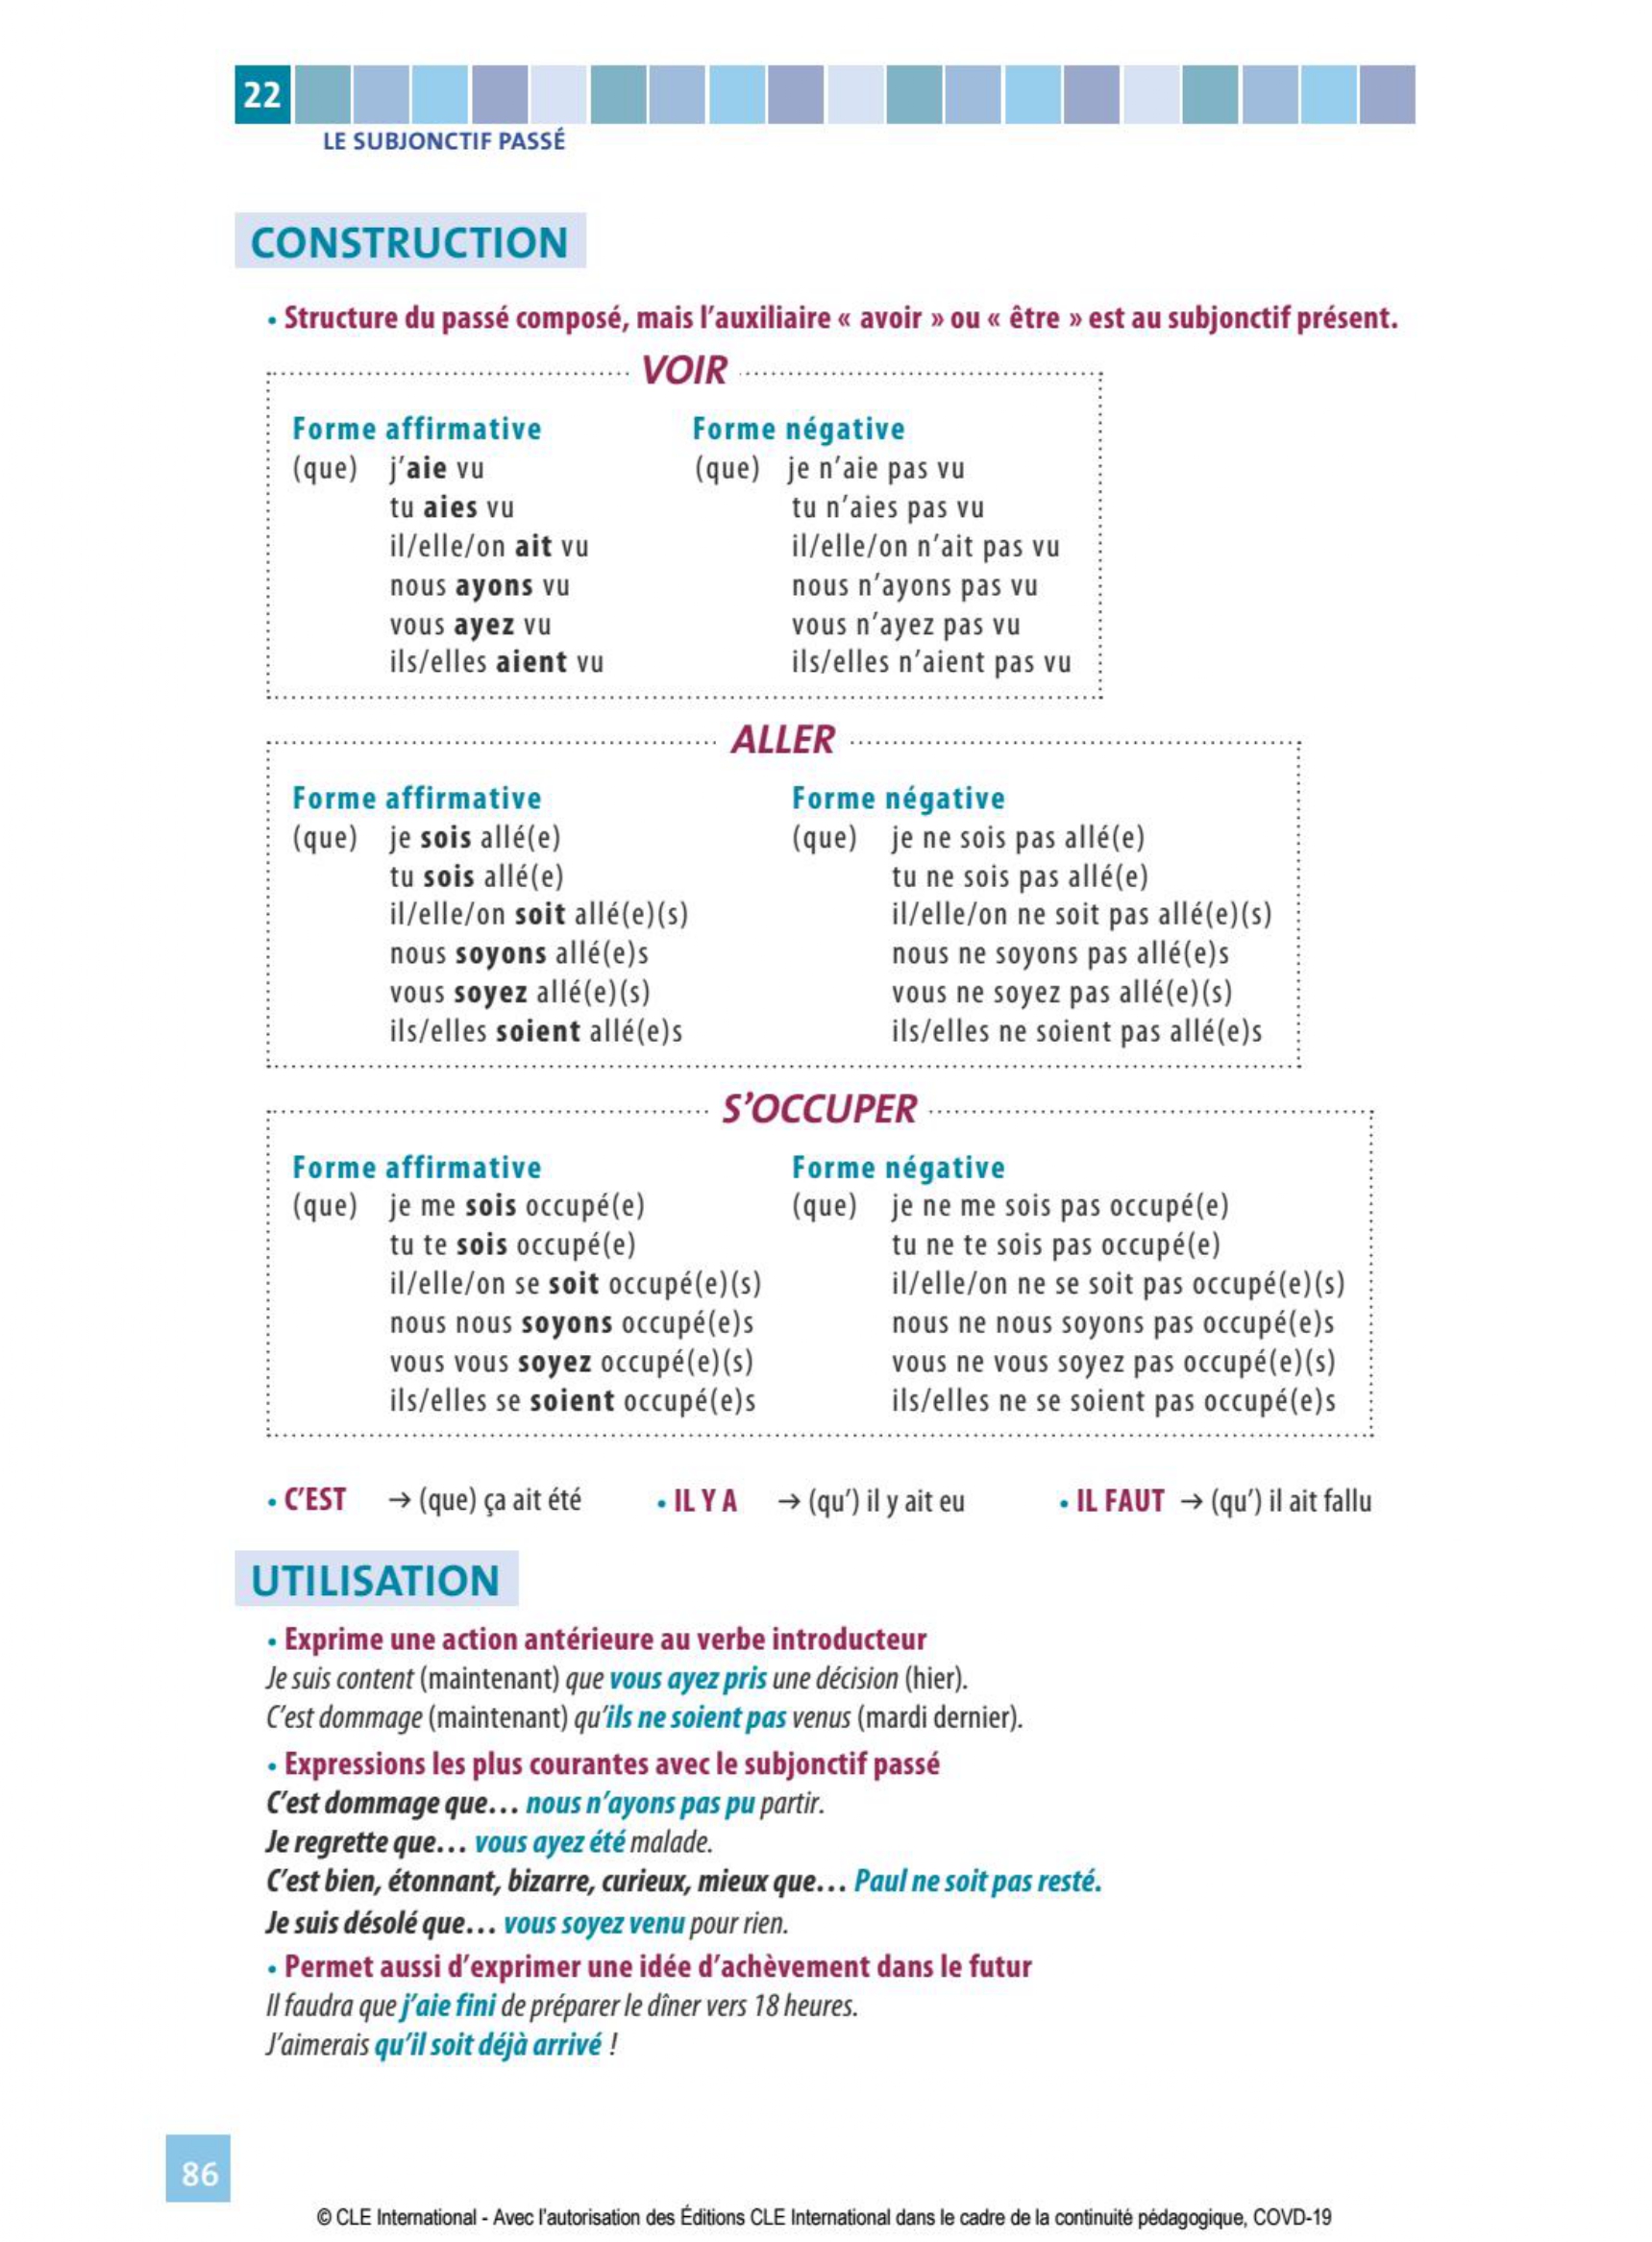 22
LE SUBJONCTIF PASSÉ
CONSTRUCTION
• Structure du passé composé, mais l'auxiliaire « avoir » ou « être » est au subjonctif présent.
VOIR
Forme affirmative Forme négative
(que) j'aie vu (que) je n'aie pas vu
tu aies vu tu n'aies pas vu
il/elle/on ait vu il/elle/on n'ait pas vu
nous ayons vu nous n'ayons pas vu
vous ayez vu vous n'ayez pas vu
ils/elles aient vu ils/elles n'aient pas vu
ALLER
Forme affirmative Forme négative
(que) je sois allé(e) (que) je ne sois pas allé(e)
tu sois allé(e) tu ne sois pas allé(e)
il/elle/on soit allé(e)(s) il/elle/on ne soit pas allé(e)(s)
nous soyons allé(e)s nous ne soyons pas allé(e)s
vous soyez allé(e)(s) vous ne soyez pas allé(e)(s)
ils/elles soient allé(e)s ils/elles ne soient pas allé(e)s
S'OCCUPER
Forme affirmative Forme négative
(que) je me sois occupé(e) (que) je ne me sois pas occupé(e)
tu te sois occupé(e) tu ne te sois pas occupé(e)
il/elle/on se soit occupé(e)(s) il/elle/on ne se soit pas occupé(e)(s)
nous nous soyons occupé(e)s nous ne nous soyons pas occupé(e)s
vous vous soyez occupé(e)(s) vous ne vous soyez pas occupé(e)(s)
ils/elles se soient occupé(e)s ils/elles ne se soient pas occupé(e)s
• C'EST → (que) ça ait été • IL Y A → (qu') il y ait eu • IL FAUT → (qu') il ait fallu
UTILISATION
• Exprime une action antérieure au verbe introducteur
Je suis content (maintenant) que vous ayez pris une décision (hier).
C'est dommage (maintenant) qu'ils ne soient pas venus (mardi dernier).
• Expressions les plus courantes avec le subjonctif passé
C'est dommage que... nous n'ayons pas pu partir.
Je regrette que... vous ayez été malade.
C'est bien, étonnant, bizarre, curieux, mieux que... Paul ne soit pas resté.
Je suis désolé que... vous soyez venu pour rien.
• Permet aussi d'exprimer une idée d'achèvement dans le futur
Il faudra que j'aie fini de préparer le dîner vers 18 heures.
J'aimerais qu'il soit déjà arrivé !
86
© CLE International - Avec l'autorisation des Éditions CLE International dans le cadre de la continuité pédagogique, COVD-19